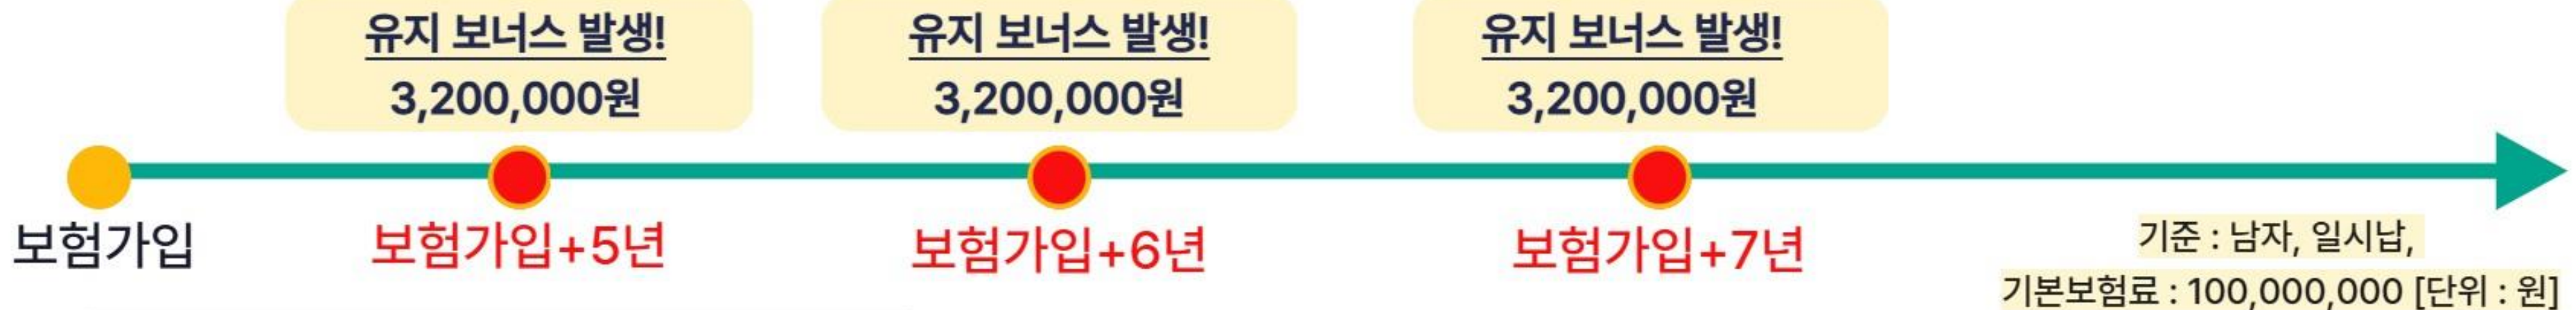 유지 보너스 발생!
3,200,000원
유지 보너스 발생!
3,200,000원
유지 보너스 발생!
3,200,000원
보험가입
보험가입+5년
보험가입+6년
보험가입+7년
기준 : 남자, 일시납,
기본보험료 : 100,000,000 [단위 : 원]